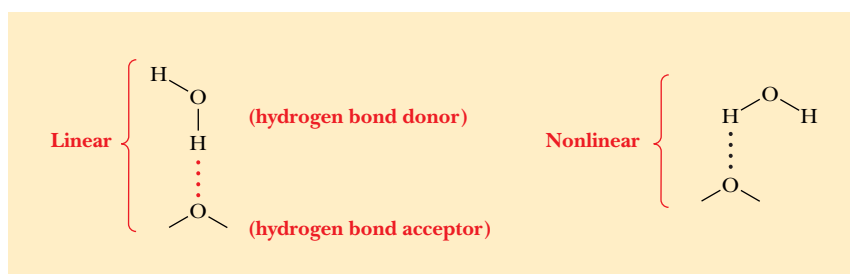 Linear
H
O
H
O
(hydrogen bond donor)
(hydrogen bond acceptor)
Nonlinear
O
H H
O